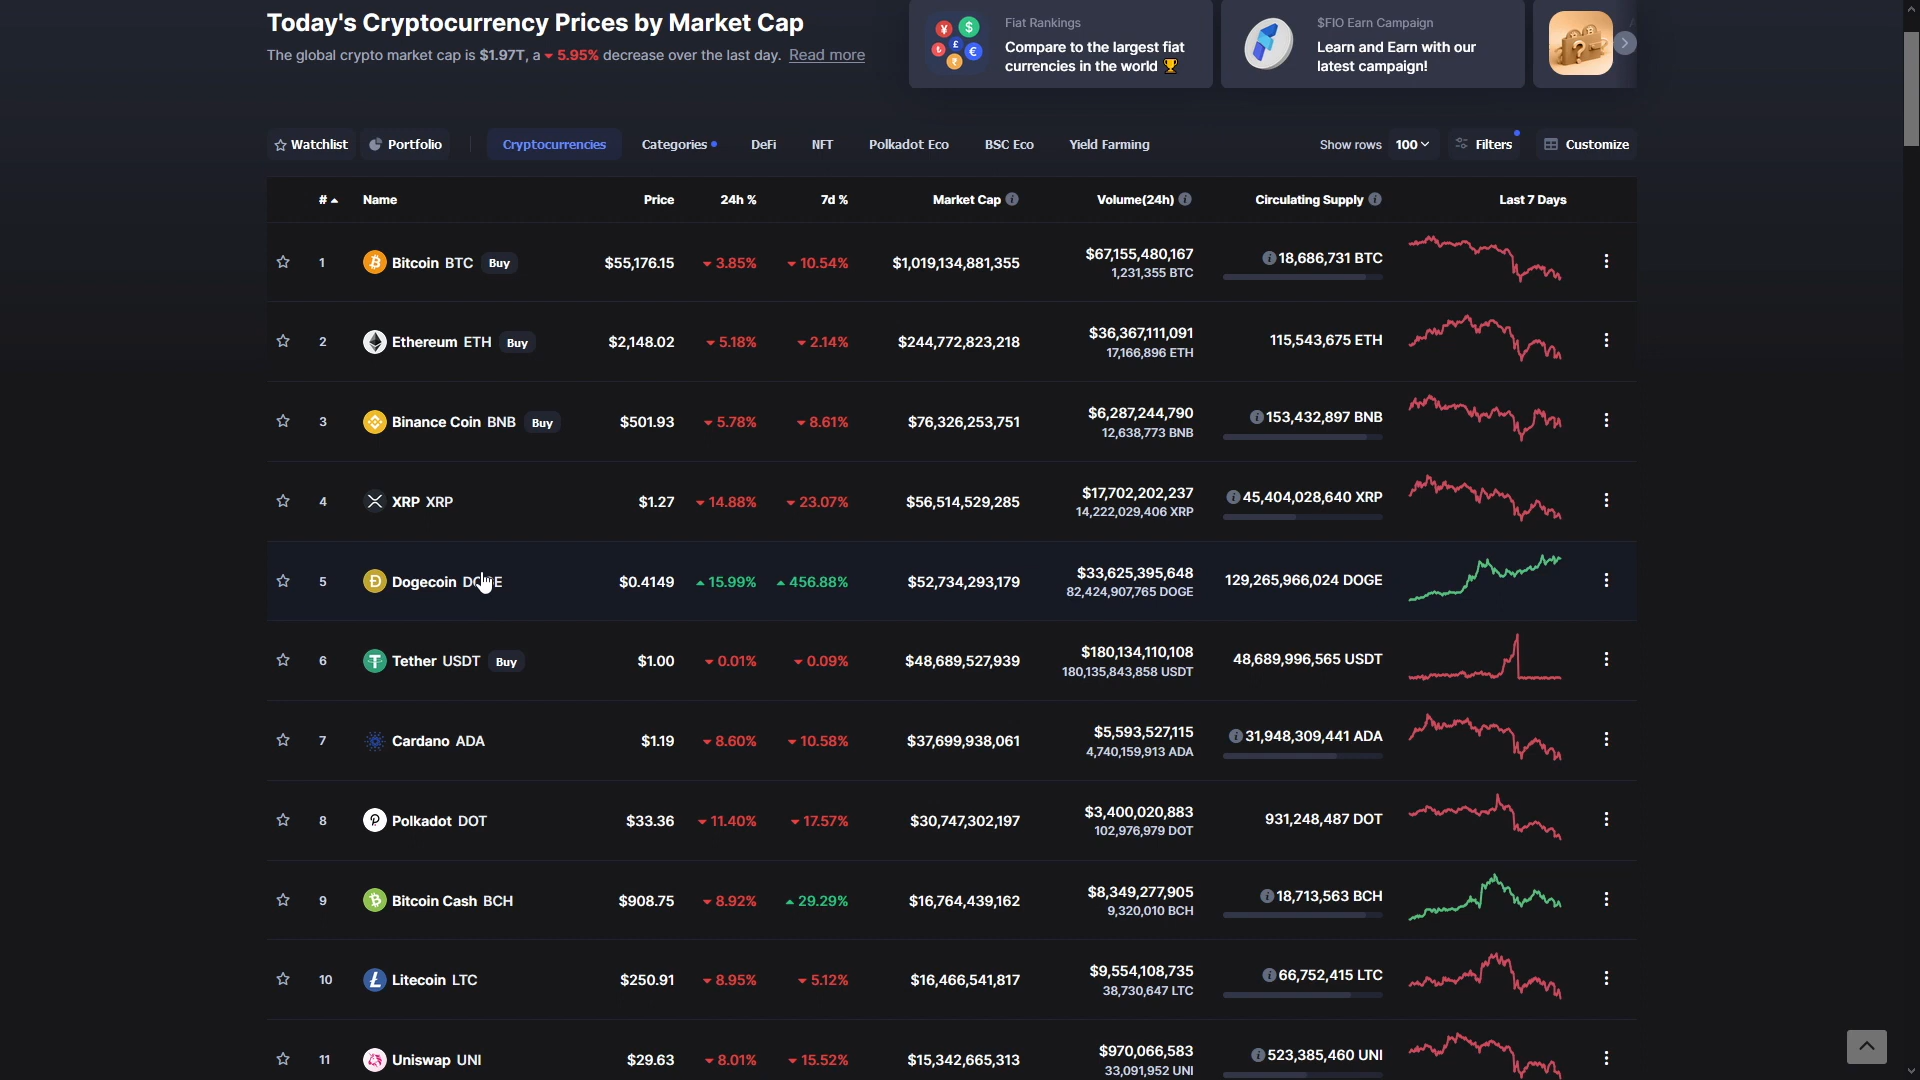 Today's Cryptocurrency Prices by Market Cap
The global crypto market cap is $1.97T, a 5.95% decrease over the last day. Read more
Fiat Rankings
Compare to the largest fiat
currencies in the world 🏆
$FIO Earn Campaign
Learn and Earn with our
latest campaign!
Watchlist Portfolio Cryptocurrencies Categories DeFi NFT Polkadot Eco BSC Eco Yield Farming Show rows 100 Filters Customize
# Name Price 24h % 7d % Market Cap Volume(24h) Circulating Supply Last 7 Days
1 Bitcoin BTC Buy $55,176.15 3.85% 10.54% $1,019,134,881,355 $67,155,480,167 18,686,731 BTC
1,231,355 BTC
2 Ethereum ETH Buy $2,148.02 5.18% 2.14% $244,772,823,218 $36,367,111,091 115,543,675 ETH
17,166,896 ETH
3 Binance Coin BNB Buy $501.93 5.78% 8.61% $76,326,253,751 $6,287,244,790 153,432,897 BNB
12,638,773 BNB
4 XRP XRP $1.27 14.88% 23.07% $56,514,529,285 $17,702,202,237 45,404,028,640 XRP
14,222,029,406 XRP
5 Dogecoin DOGE $0.4149 15.99% 456.88% $52,734,293,179 $33,625,395,648 129,265,966,024 DOGE
82,424,907,765 DOGE
6 Tether USDT Buy $1.00 0.01% 0.09% $48,689,527,939 $180,134,110,108 48,689,996,565 USDT
180,135,843,858 USDT
7 Cardano ADA $1.19 8.60% 10.58% $37,699,938,061 $5,593,527,115 31,948,309,441 ADA
4,740,159,913 ADA
8 Polkadot DOT $33.36 11.40% 17.57% $30,747,302,197 $3,400,020,883 931,248,487 DOT
102,976,979 DOT
9 Bitcoin Cash BCH $908.75 8.92% 29.29% $16,764,439,162 $8,349,277,905 18,713,563 BCH
9,320,010 BCH
10 Litecoin LTC $250.91 8.95% 5.12% $16,466,541,817 $9,554,108,735 66,752,415 LTC
38,730,647 LTC
11 Uniswap UNI $29.63 8.01% 15.52% $15,342,665,313 $970,066,583 523,385,460 UNI
33,091,952 UNI